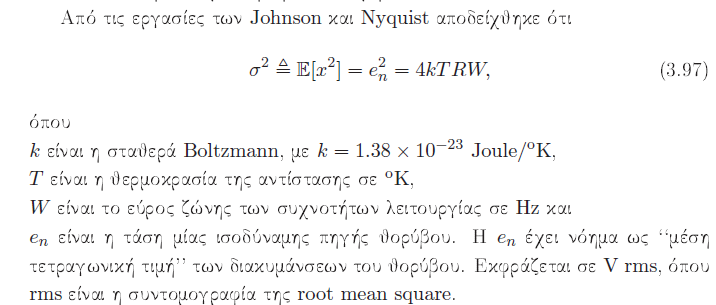 Από τις εργασίες των Johnson και Nyquist αποδείχθηκε ότι
σ² ≜ 𝔼[x²] = eₙ² = 4kTRW, (3.97)
όπου
k είναι η σταθερά Boltzmann, με k = 1.38 × 10⁻²³ Joule/°K,
T είναι η θερμοκρασία της αντίστασης σε °K,
W είναι το εύρος ζώνης των συχνοτήτων λειτουργίας σε Hz και
eₙ είναι η τάση μίας ισοδύναμης πηγής θορύβου. Η eₙ έχει νόημα ως “μέση
τετραγωνική τιμή” των διακυμάνσεων του θορύβου. Εκφράζεται σε V rms, όπου
rms είναι η συντομογραφία της root mean square.